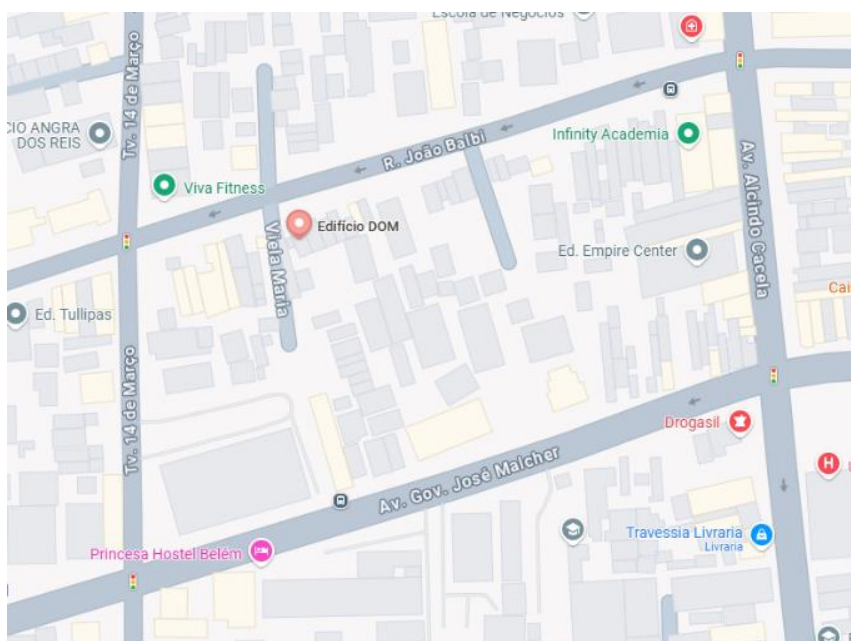 Escola de Negócios
Tv. 14 de Março
CIO ANGRA
DOS REIS
R. João Balbi
Infinity Academia
Viva Fitness
Av. Alcindo Cacela
Edifício DOM
Viela Maria
Ed. Empire Center
Cai
Ed. Tullipas
Tv. 14 de Março
Drogasil
Av. Gov. José Malcher
H
Travessia Livraria
Livraria
Princesa Hostel Belém